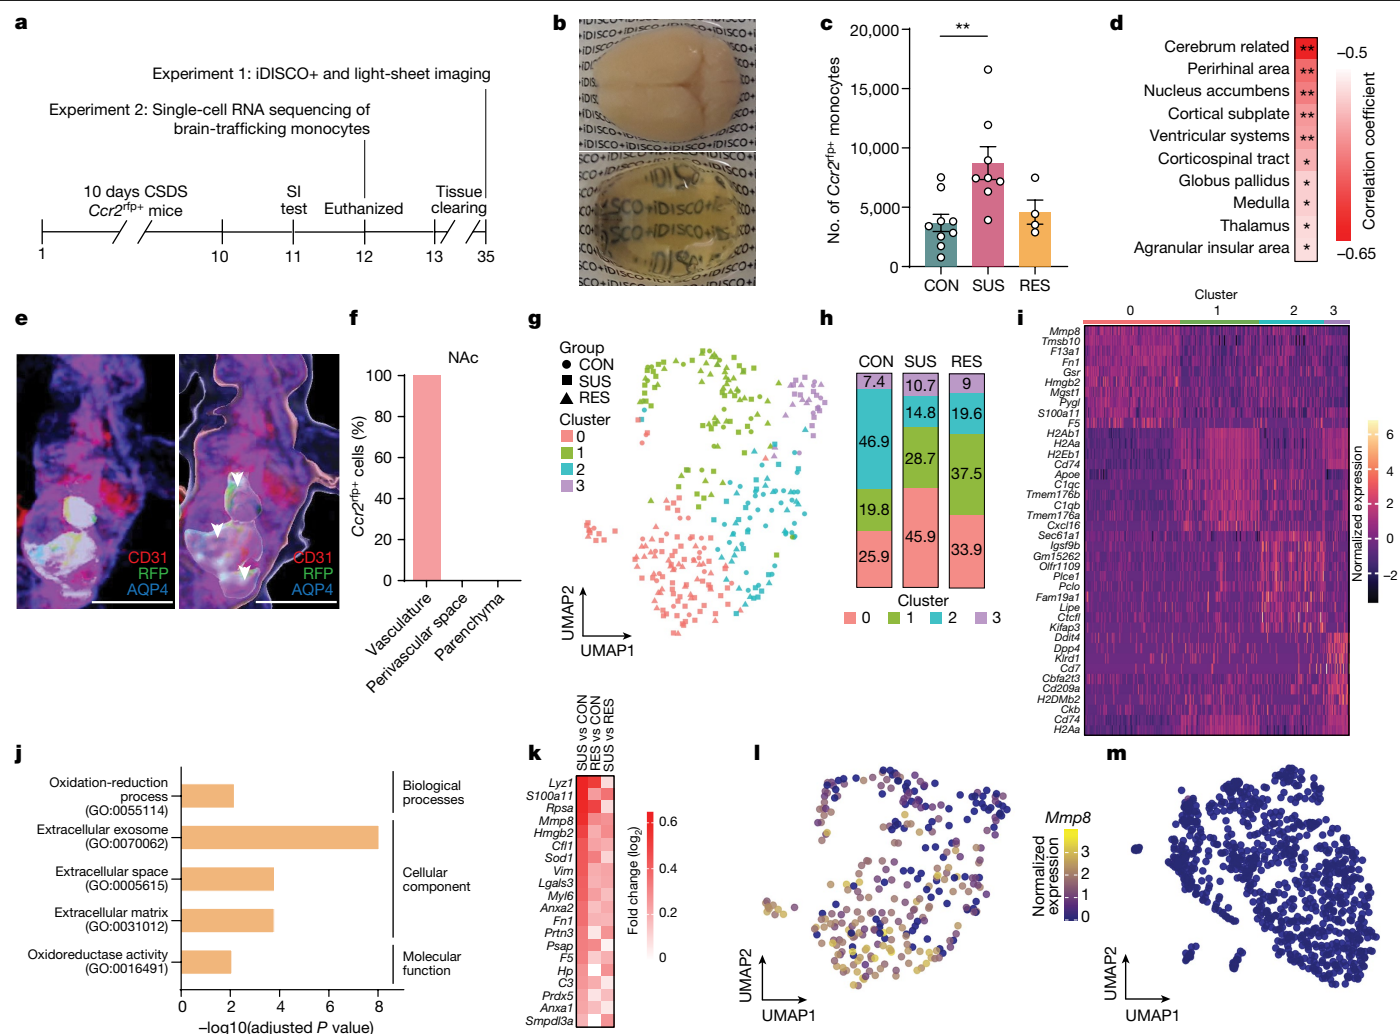 a
Experiment 1: iDISCO+ and light-sheet imaging
Experiment 2: Single-cell RNA sequencing of
brain-trafficking monocytes
10 days CSDS
Ccr2rfp+ mice
SI
test
Euthanized
Tissue
clearing
1
10
11
12
13
35
b
c
No. of Ccr2rfp+ monocytes
20,000
15,000
10,000
5,000
0
**
CON
SUS
RES
d
Cerebrum related **
Perirhinal area **
Nucleus accumbens **
Cortical subplate **
Ventricular systems **
Corticospinal tract *
Globus pallidus *
Medulla *
Thalamus *
Agranular insular area *
−0.5
−0.65
Correlation coefficient
e
CD31
RFP
AQP4
CD31
RFP
AQP4
f
NAc
Ccr2rfp+ cells (%)
100
80
60
40
20
0
Vasculature
Perivascular space
Parenchyma
g
Group
CON
SUS
RES
Cluster
0
1
2
3
UMAP2
UMAP1
h
CON
SUS
RES
7.4
10.7
9
46.9
14.8
19.6
19.8
28.7
37.5
25.9
45.9
33.9
Cluster
0
1
2
3
i
Cluster
0
1
2
3
Mmp8
Tmsb10
F13a1
Fn1
Gsr
Hmgb2
Mgst1
Pygl
S100a11
F5
H2Ab1
H2Aa
H2Eb1
Cd74
Apoe
C1qc
Tmem176b
C1qb
Tmem176a
Cxcl16
Sec61a1
Igsf9b
Gm15262
Olfr1109
Plce1
Pclo
Fam19a1
Lipe
Ctcfl
Kifap3
Ddit4
Dpp4
Klrd1
Cd7
Cbfa2t3
Cd209a
H2DMb2
Ckb
Cd74
H2Aa
Normalized expression
6
4
2
0
−2
j
Oxidation-reduction
process
(GO:0055114)
Extracellular exosome
(GO:0070062)
Extracellular space
(GO:0005615)
Extracellular matrix
(GO:0031012)
Oxidoreductase activity
(GO:0016491)
Biological
processes
Cellular
component
Molecular
function
0
2
4
6
8
−log10(adjusted P value)
k
SUS vs CON
RES vs CON
SUS vs RES
Lyz1
S100a11
Rpsa
Mmp8
Hmgb2
Cfl1
Sod1
Vim
Lgals3
Myl6
Anxa2
Fn1
Prtn3
Psap
F5
Hp
C3
Prdx5
Anxa1
Smpdl3a
0.6
0.4
0.2
0
Fold change (log2)
l
UMAP2
UMAP1
Mmp8
Normalized
expression
3
2
1
0
m
UMAP2
UMAP1